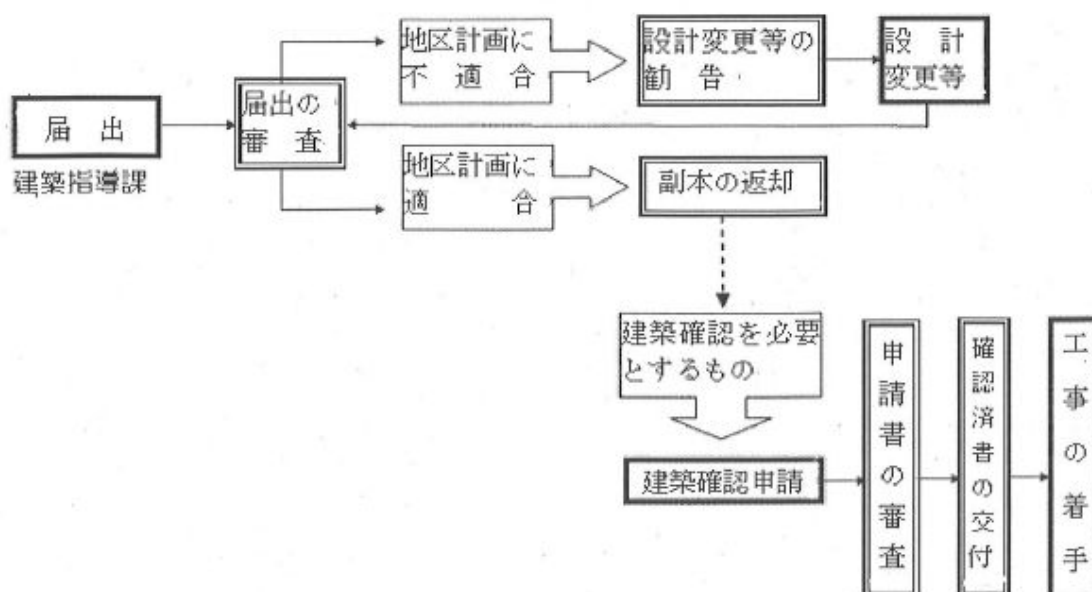 地区計画に
不適合
設計変更等の
勧告
設計
変更等
届出の
審査
届出
建築指導課
地区計画に
適合
副本の返却
建築確認を必要
とするもの
建築確認申請
申請書の審査
確認済書の交付
工事の着手